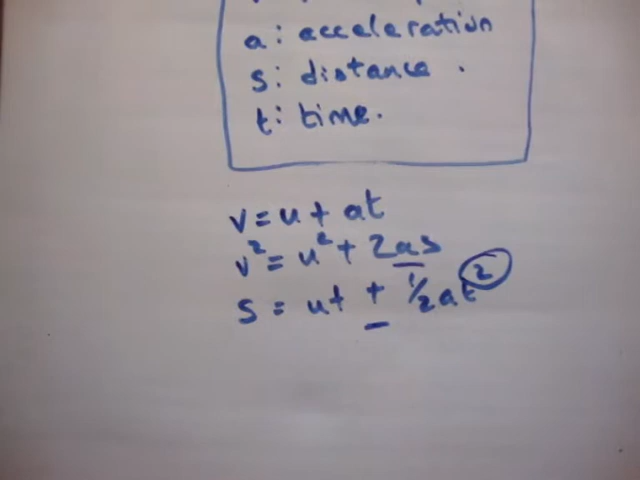 a: acceleration
s: distance.
t: time.
v = u + at
v² = u² + 2as
s = ut + ½at²